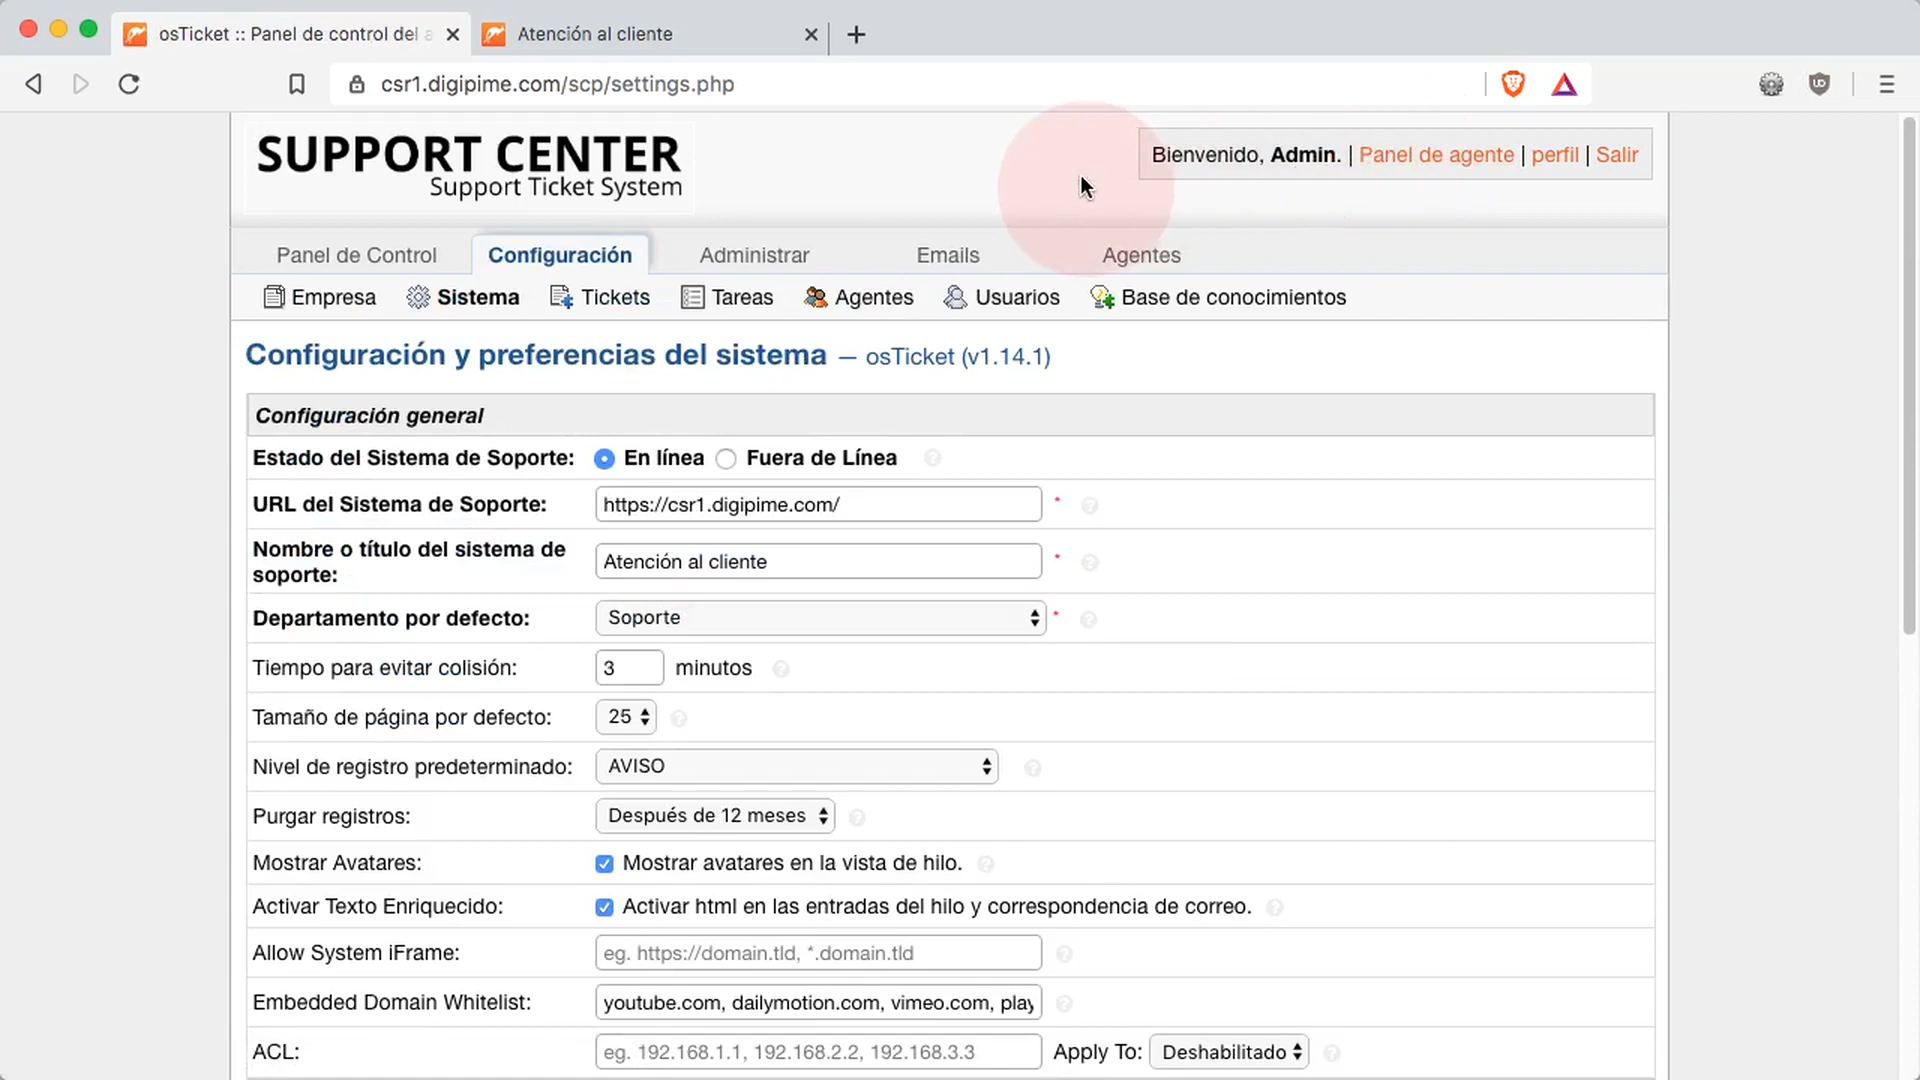 osTicket :: Panel de control del a
Atención al cliente
csr1.digipime.com/scp/settings.php
SUPPORT CENTER
Support Ticket System
Bienvenido, Admin. | Panel de agente | perfil | Salir
Panel de Control
Configuración
Administrar
Emails
Agentes
Empresa
Sistema
Tickets
Tareas
Agentes
Usuarios
Base de conocimientos
Configuración y preferencias del sistema — osTicket (v1.14.1)
Configuración general
Estado del Sistema de Soporte: En línea Fuera de Línea
URL del Sistema de Soporte: https://csr1.digipime.com/ *
Nombre o título del sistema de
soporte:
Atención al cliente *
Departamento por defecto: Soporte *
Tiempo para evitar colisión: 3 minutos
Tamaño de página por defecto: 25
Nivel de registro predeterminado: AVISO
Purgar registros: Después de 12 meses
Mostrar Avatares: Mostrar avatares en la vista de hilo.
Activar Texto Enriquecido: Activar html en las entradas del hilo y correspondencia de correo.
Allow System iFrame: eg. https://domain.tld, *.domain.tld
Embedded Domain Whitelist: youtube.com, dailymotion.com, vimeo.com, play
ACL: eg. 192.168.1.1, 192.168.2.2, 192.168.3.3 Apply To: Deshabilitado